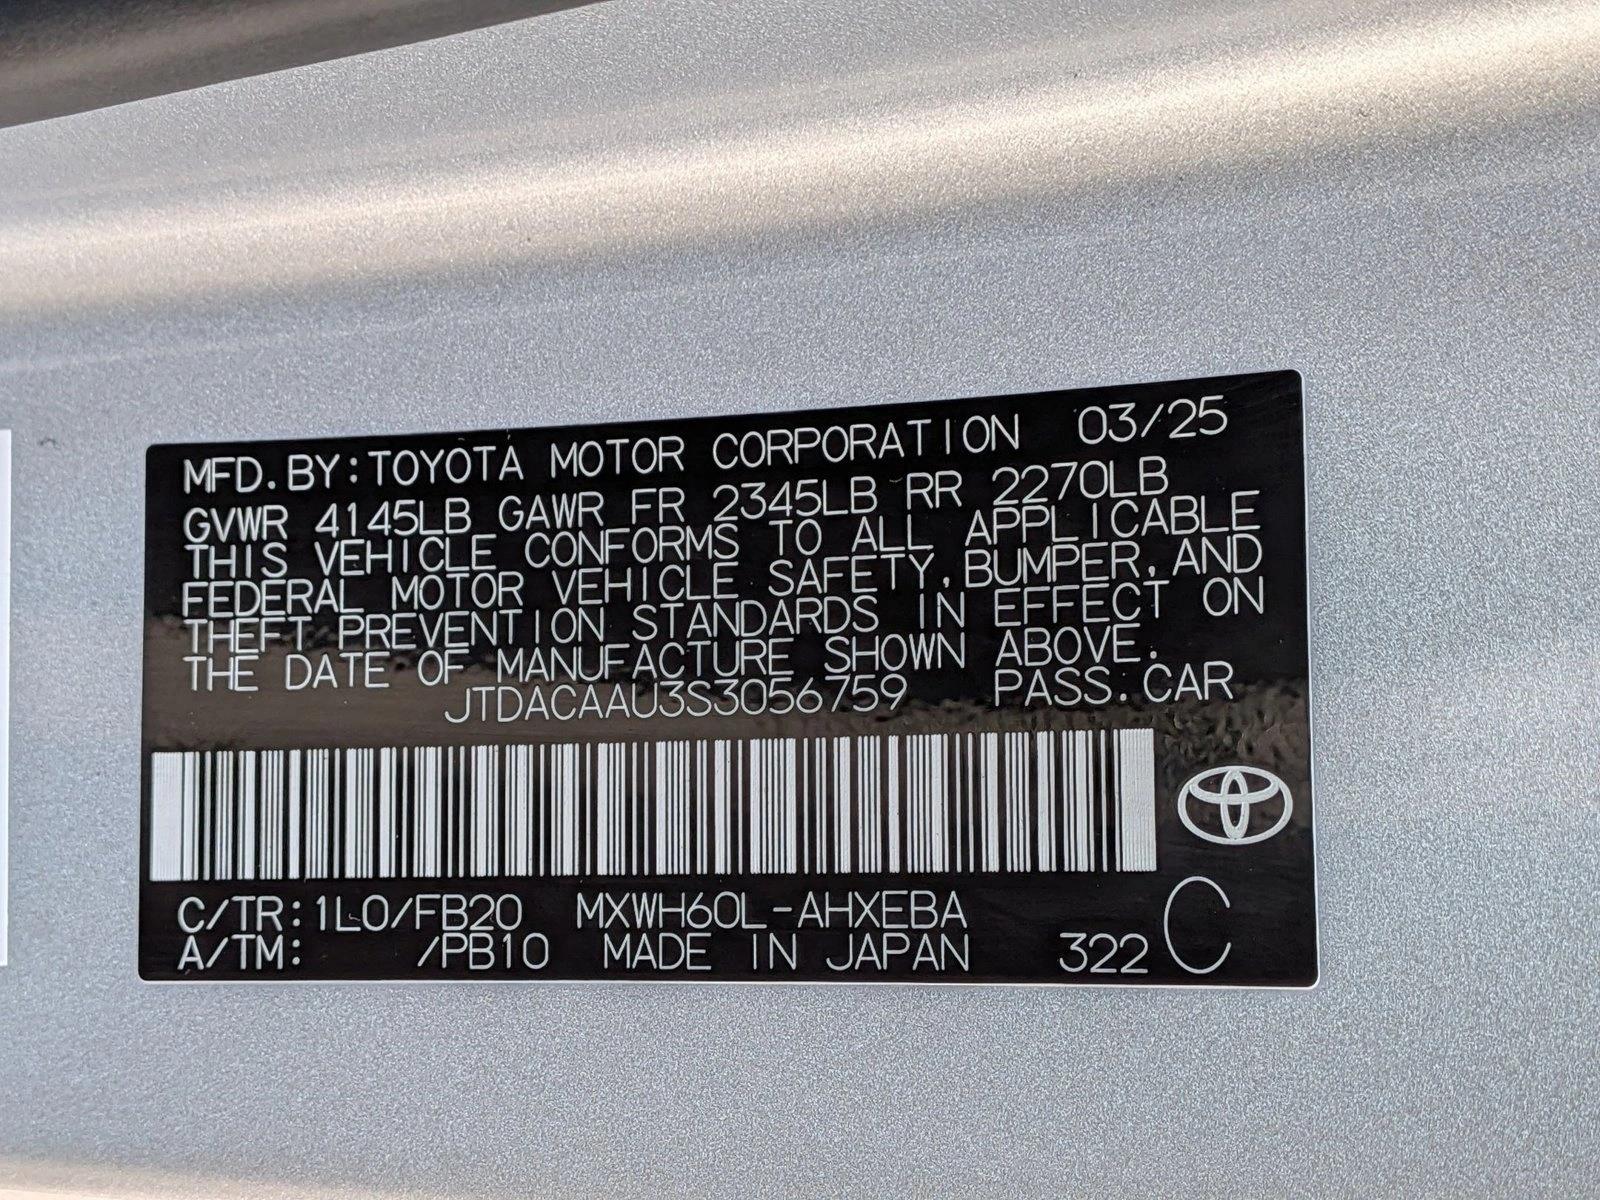 MFD.BY:TOYOTA MOTOR CORPORATION 03/25
GVWR 4145LB GAWR FR 2345LB RR 2270LB
THIS VEHICLE CONFORMS TO ALL APPLICABLE
FEDERAL MOTOR VEHICLE SAFETY,BUMPER,AND
THEFT PREVENTION STANDARDS IN EFFECT ON
THE DATE OF MANUFACTURE SHOWN ABOVE.
JTDACAAU3S3056759 PASS.CAR
C/TR:1L0/FB20 MXWH60L-AHXEBA
A/TM: /PB10 MADE IN JAPAN 322 C